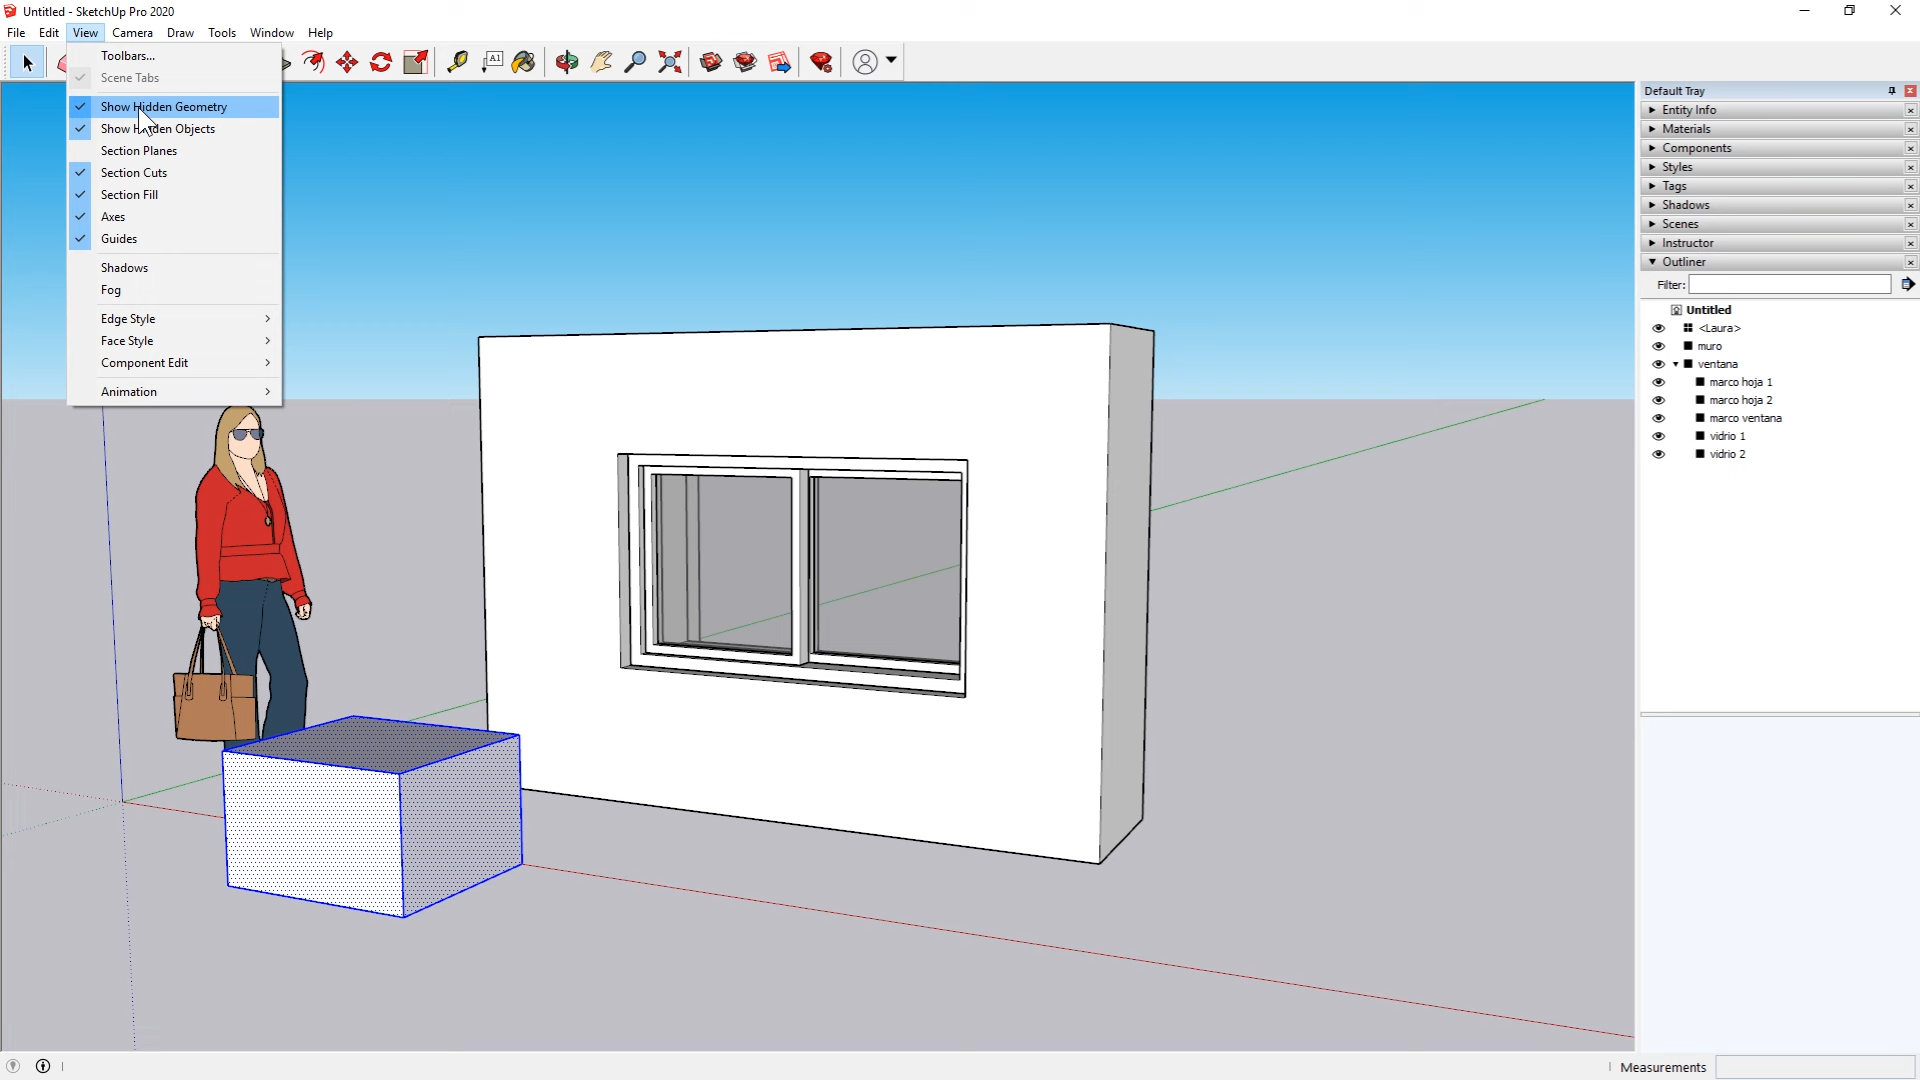 Untitled - SketchUp Pro 2020
File Edit View Camera Draw Tools Window Help
Toolbars...
Scene Tabs
Show Hidden Geometry
Show Hidden Objects
Section Planes
Section Cuts
Section Fill
Axes
Guides
Shadows
Fog
Edge Style
Face Style
Component Edit
Animation
A1
Default Tray
Entity Info
Materials
Components
Styles
Tags
Shadows
Scenes
Instructor
Outliner
Filter:
Untitled
<Laura>
muro
ventana
marco hoja 1
marco hoja 2
marco ventana
vidrio 1
vidrio 2
Measurements